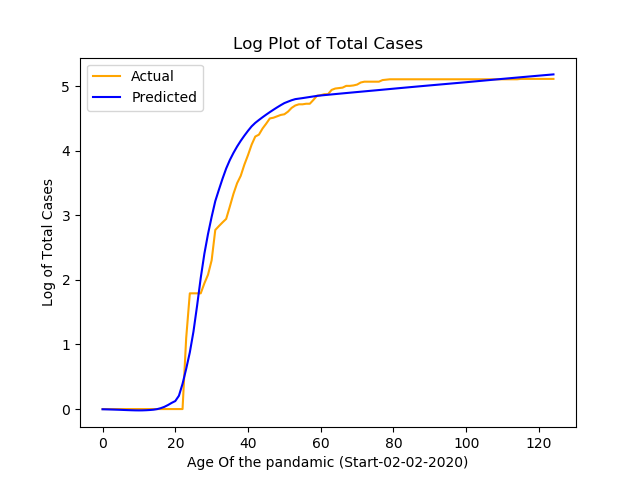 Log Plot of Total Cases
Actual
Predicted
Log of Total Cases
5
4
3
2
1
0
0 20 40 60 80 100 120
Age Of the pandamic (Start-02-02-2020)